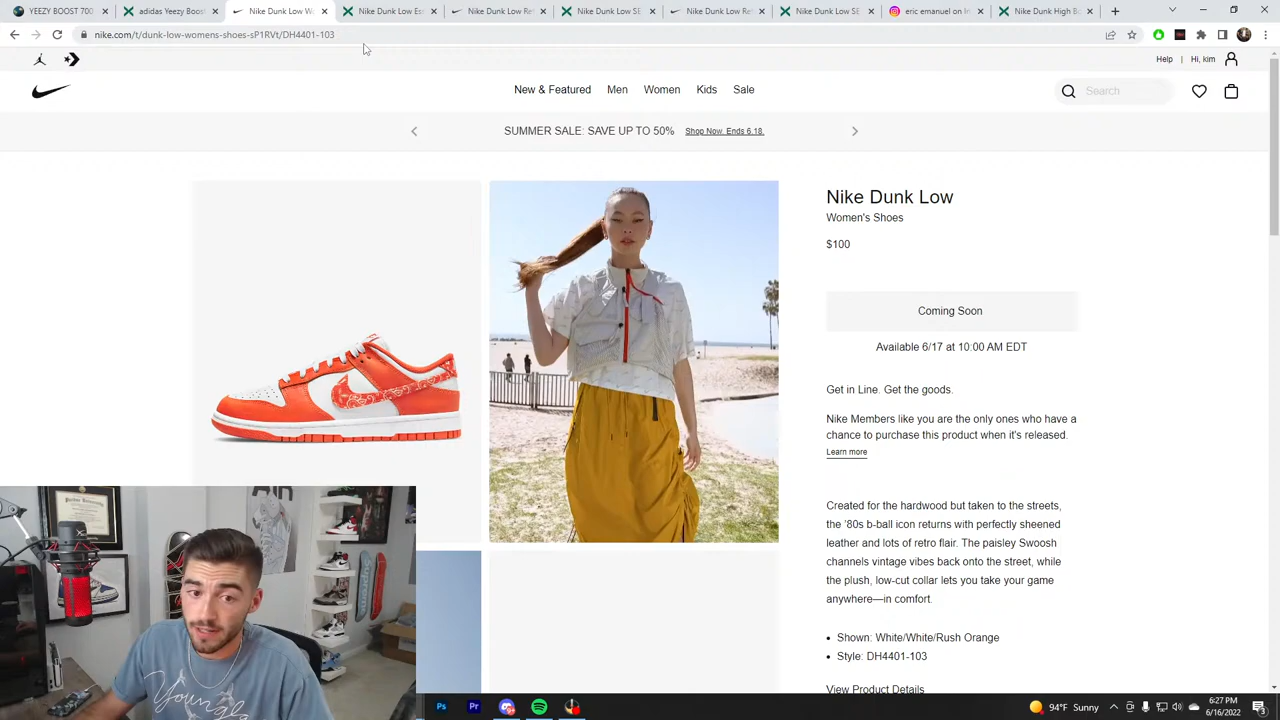 YEEZY BOOST 700
adidas Yeezy Boost
Nike Dunk Low W
Nike Dunk Low Ess
Nike Dunk Low Ret
Nike Dunk Low SE
Nike Dunk Low Ret
Nike Dunk Low SE
eric emanuel on In
Nike Dunk High B
nike.com/t/dunk-low-womens-shoes-sP1RVt/DH4401-103
Help | Hi, kim
New & Featured Men Women Kids Sale
Search
SUMMER SALE: SAVE UP TO 50% Shop Now. Ends 6.18.
Nike Dunk Low
Women's Shoes
$100
Coming Soon
Available 6/17 at 10:00 AM EDT
Get in Line. Get the goods.
Nike Members like you are the only ones who have a
chance to purchase this product when it's released.
Learn more
Created for the hardwood but taken to the streets,
the '80s b-ball icon returns with perfectly sheened
leather and lots of retro flair. The paisley Swoosh
channels vintage vibes back onto the street, while
the plush, low-cut collar lets you take your game
anywhere—in comfort.
• Shown: White/White/Rush Orange
• Style: DH4401-103
View Product Details
Supreme
Ps
Pr
94°F Sunny
6:27 PM
6/16/2022